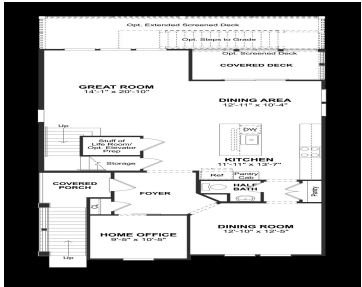 Opt. Extended Screened Deck
Opt. Steps to Grade
Opt. Screened Deck
COVERED DECK
GREAT ROOM
14'-1" x 20'-10"
DINING AREA
12'-11" x 10'-4"
DW
Up
Stuff of
Life Room/
Opt. Elevator
Prep
Storage
KITCHEN
11'-11" x 13'-7"
Ref
Pantry
Cab
COVERED
PORCH
FOYER
HALF
BATH
Pantry
HOME OFFICE
9'-5" x 10'-5"
DINING ROOM
12'-10" x 12'-5"
Up